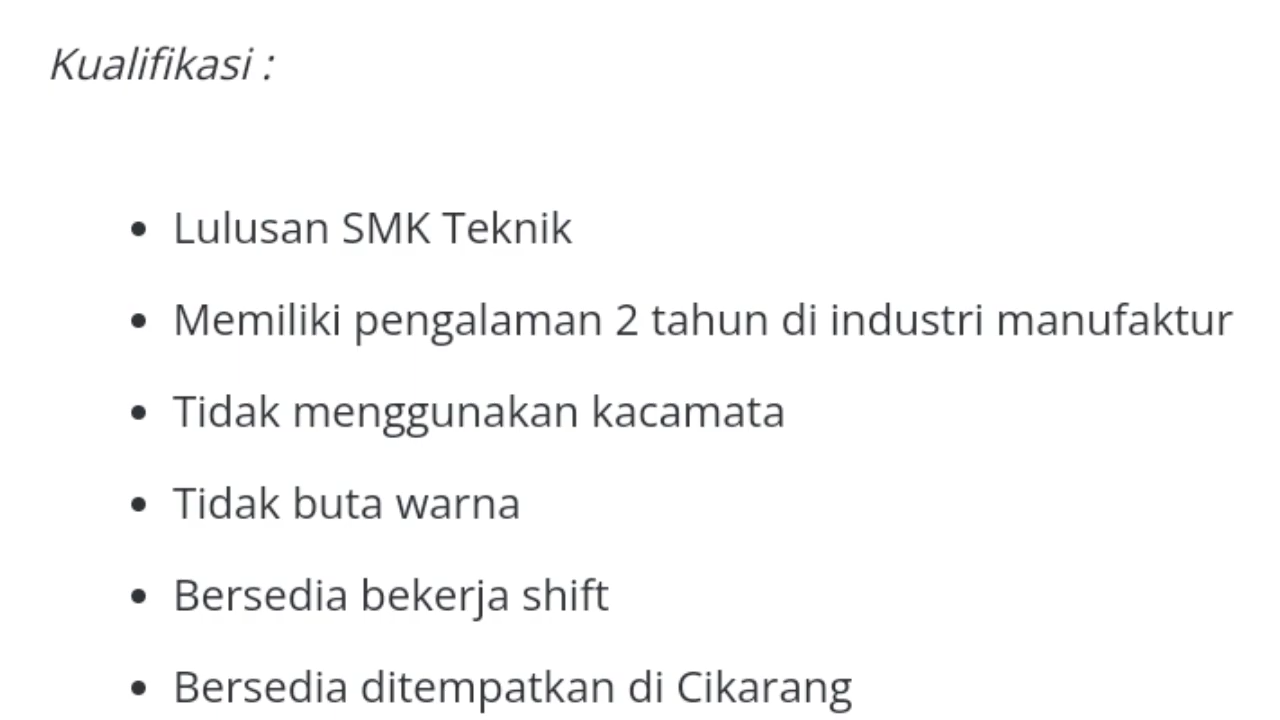 Kualifikasi :
• Lulusan SMK Teknik
• Memiliki pengalaman 2 tahun di industri manufaktur
• Tidak menggunakan kacamata
• Tidak buta warna
• Bersedia bekerja shift
• Bersedia ditempatkan di Cikarang